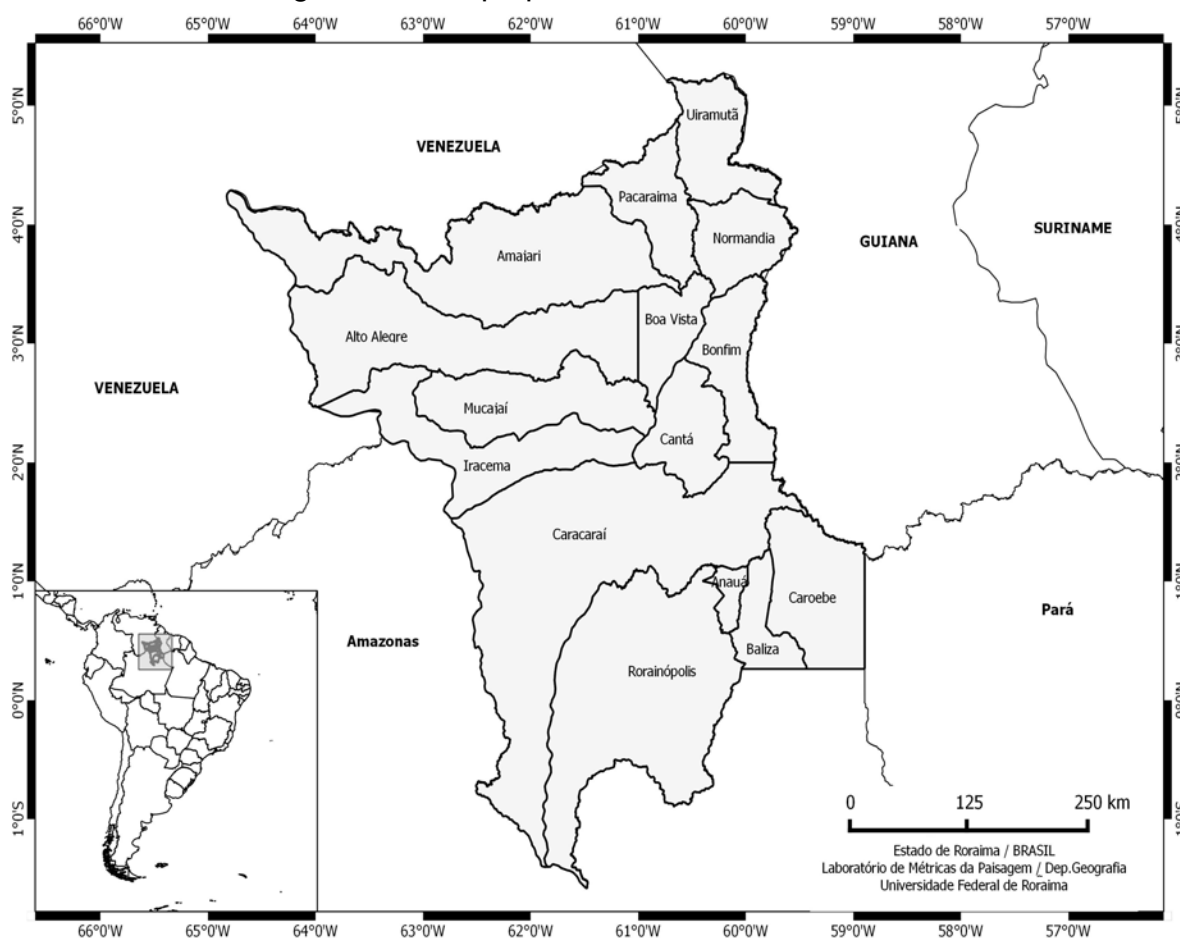 66°0'W 65°0'W 64°0'W 63°0'W 62°0'W 61°0'W 60°0'W 59°0'W 58°0'W 57°0'W
5°0'N
Uiramutã
VENEZUELA
Pacaraima
4°0'N
Normandia
SURINAME
GUIANA
Amajari
Boa Vista
3°0'N
Alto Alegre
Bonfim
VENEZUELA
Mucajaí
Cantá
2°0'N
Iracema
Caracaraí
1°0'N
Anauá
Caroebe
Pará
Amazonas
Baliza
Rorainópolis
0°0'N
1°0'S
0 125 250 km
Estado de Roraima / BRASIL
Laboratório de Métricas da Paisagem / Dep.Geografia
Universidade Federal de Roraima
66°0'W 65°0'W 64°0'W 63°0'W 62°0'W 61°0'W 60°0'W 59°0'W 58°0'W 57°0'W